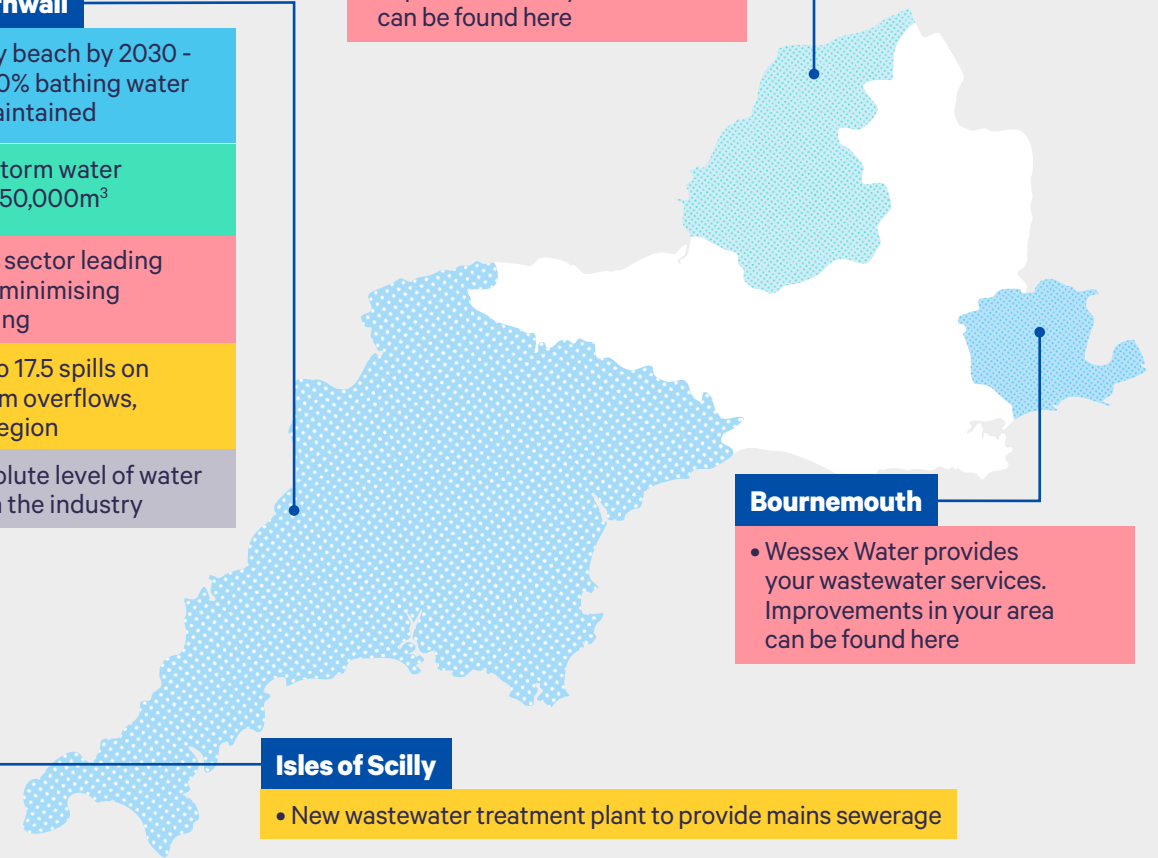 can be found here
y beach by 2030 -
0% bathing water
aintained
torm water
50,000m³
sector leading
minimising
ng
o 17.5 spills on
m overflows,
egion
olute level of water
the industry
Bournemouth
• Wessex Water provides
your wastewater services.
Improvements in your area
can be found here
Isles of Scilly
• New wastewater treatment plant to provide mains sewerage